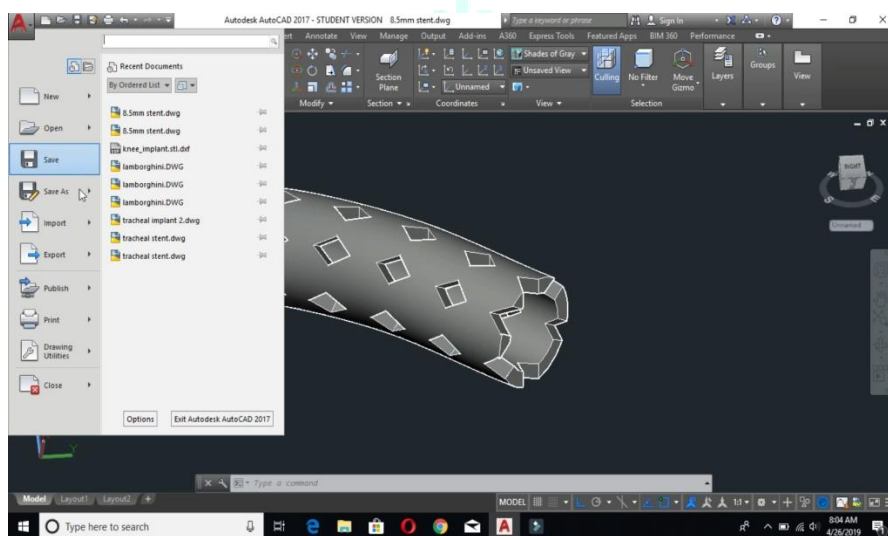 Autodesk AutoCAD 2017 - STUDENT VERSION 8.5mm stent.dwg
Type a keyword or phrase
Sign In
Annotate View Manage Output Add-ins A360 Express Tools Featured Apps BIM 360 Performance
Recent Documents
By Ordered List
8.5mm stent.dwg
8.5mm stent.dwg
knee_implant.stl.dxf
lamborghini.DWG
lamborghini.DWG
lamborghini.DWG
tracheal implant 2.dwg
tracheal stent.dwg
tracheal stent.dwg
New
Open
Save
Save As
Import
Export
Publish
Print
Drawing
Utilities
Close
Options
Exit Autodesk AutoCAD 2017
Section
Plane
Shades of Gray
Unsaved View
Unnamed
Culling
No Filter
Move
Gizmo
Layers
Groups
View
Modify
Section
Coordinates
View
Selection
RIGHT
S
E
Unnamed
Y
Type a command
Model Layout1 Layout2 +
MODEL
1:1
Type here to search
8:04 AM
4/26/2019